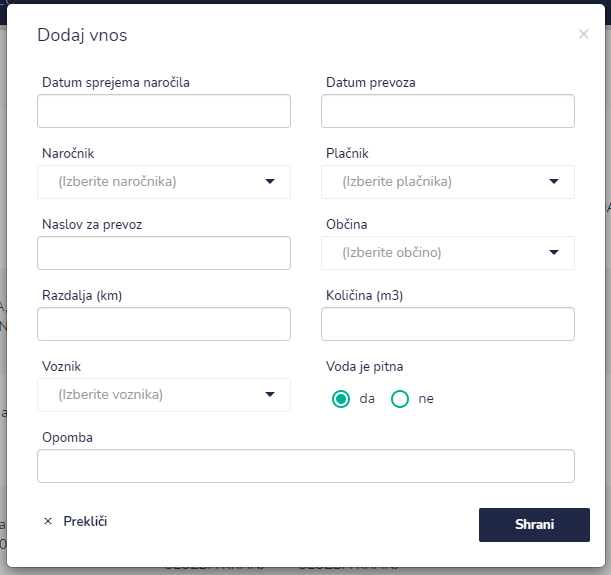 Dodaj vnos
×
Datum sprejema naročila
Datum prevoza
Naročnik
Plačnik
(Izberite naročnika)
(Izberite plačnika)
Naslov za prevoz
Občina
(Izberite občino)
Razdalja (km)
Količina (m3)
Voznik
Voda je pitna
(Izberite voznika)
da
ne
Opomba
× Prekliči
Shrani